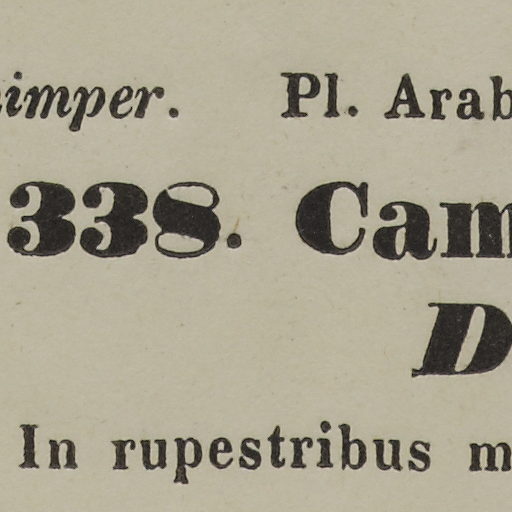 imper. Pl. Arab
338. Cam
D
In rupestribus m